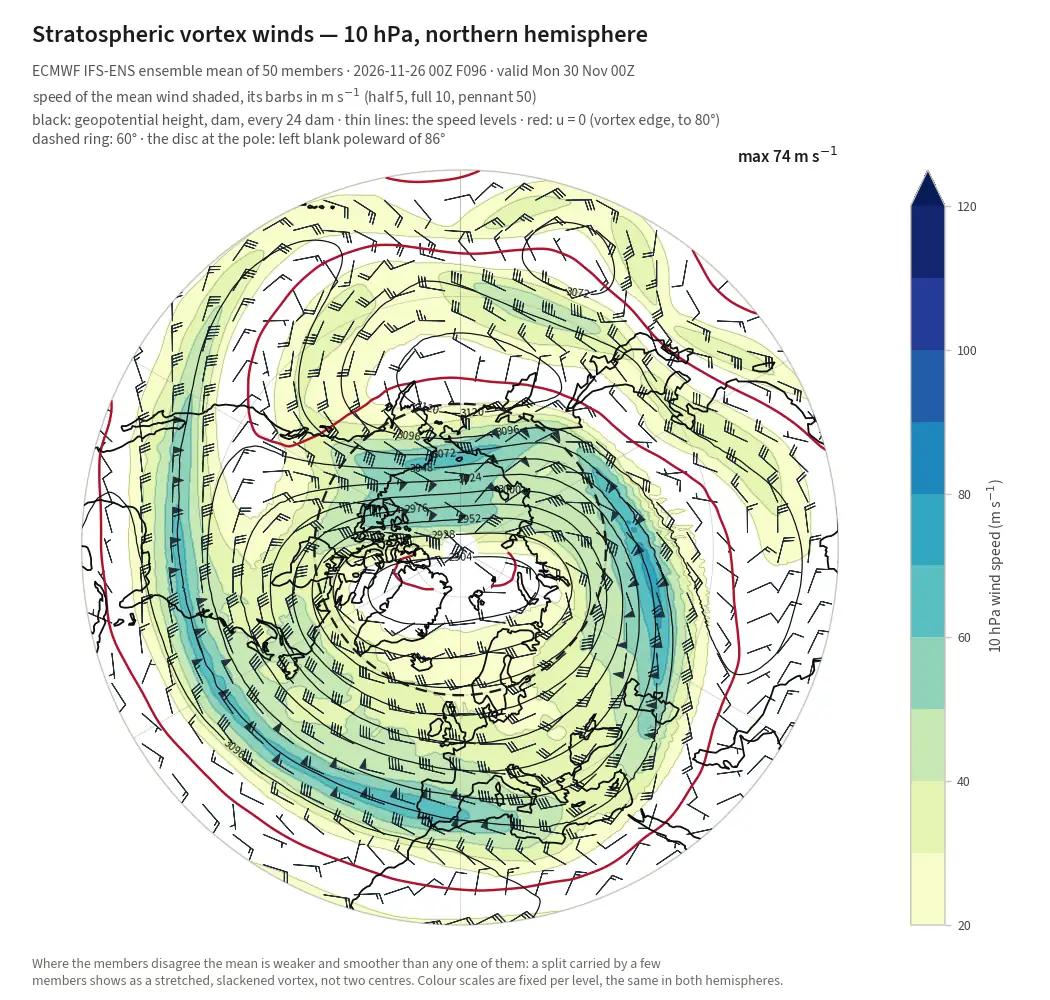 Stratospheric vortex winds — 10 hPa, northern hemisphere
ECMWF IFS-ENS ensemble mean of 50 members · 2026-11-26 00Z F096 · valid Mon 30 Nov 00Z
speed of the mean wind shaded, its barbs in m s⁻¹ (half 5, full 10, pennant 50)
black: geopotential height, dam, every 24 dam · thin lines: the speed levels · red: u = 0 (vortex edge, to 80°)
dashed ring: 60° · the disc at the pole: left blank poleward of 86°
max 74 m s⁻¹
120
100
80
60
40
20
10 hPa wind speed (m s⁻¹)
3072
3120
3120
3096
3096
3072
3048
3024
3000
2976
2952
2928
2904
3096
Where the members disagree the mean is weaker and smoother than any one of them: a split carried by a few
members shows as a stretched, slackened vortex, not two centres. Colour scales are fixed per level, the same in both hemispheres.